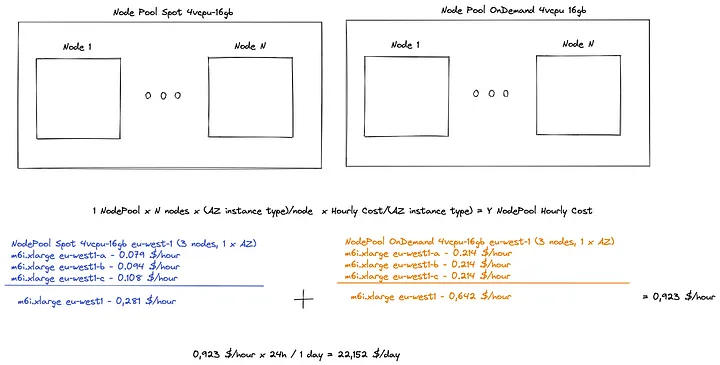 Node Pool Spot 4vcpu-16gb
Node Pool OnDemand 4vcpu 16gb
Node 1
Node N
Node 1
Node N
1 NodePool x N nodes x (AZ instance type)/node x Hourly Cost/(AZ instance type) = Y NodePool Hourly Cost
NodePool Spot 4vcpu-16gb eu-west-1 (3 nodes, 1 x AZ)
m6i.xlarge eu-west1-a - 0.079 $/hour
m6i.xlarge eu-west1-b - 0.094 $/hour
m6i.xlarge eu-west1-c - 0.108 $/hour
m6i.xlarge eu-west1 - 0,281 $/hour
NodePool OnDemand 4vcpu-16gb eu-west-1 (3 nodes, 1 x AZ)
m6i.xlarge eu-west1-a - 0.214 $/hour
m6i.xlarge eu-west1-b - 0.214 $/hour
m6i.xlarge eu-west1-c - 0.214 $/hour
m6i.xlarge eu-west1 - 0,642 $/hour
+
= 0,923 $/hour
0,923 $/hour x 24h / 1 day = 22,152 $/day